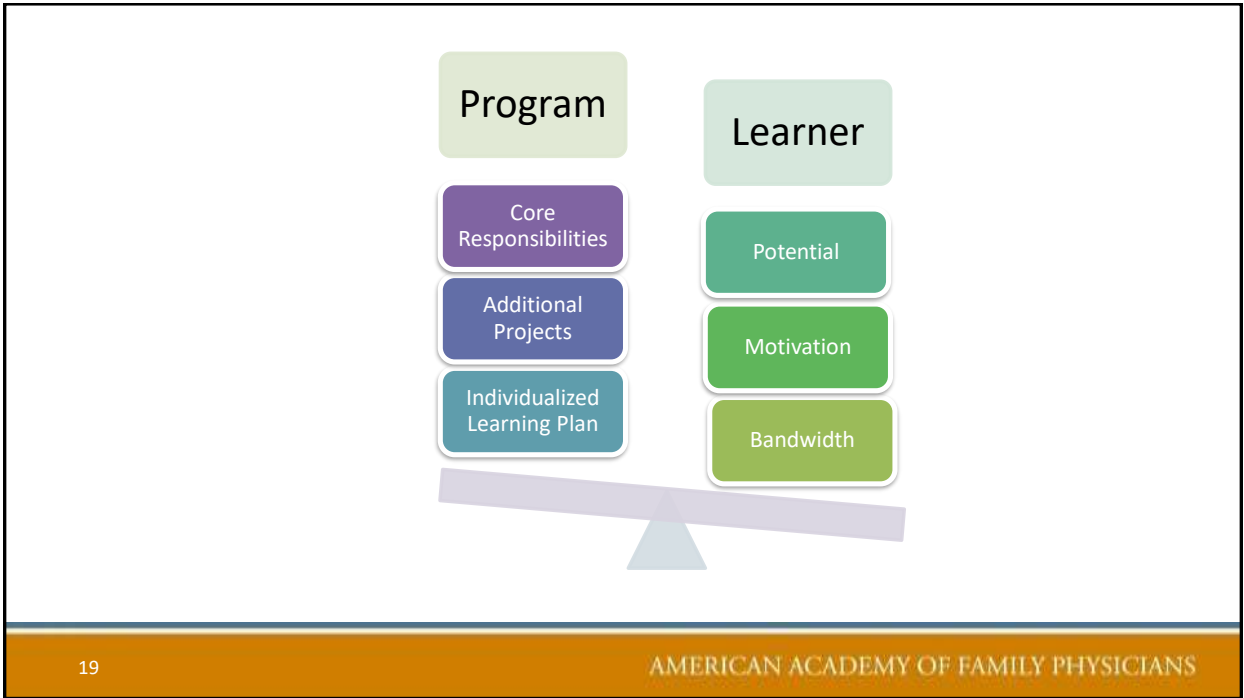 Program
Core
Responsibilities
Additional
Projects
Individualized
Learning Plan
Learner
Potential
Motivation
Bandwidth
19
AMERICAN ACADEMY OF FAMILY PHYSICIANS